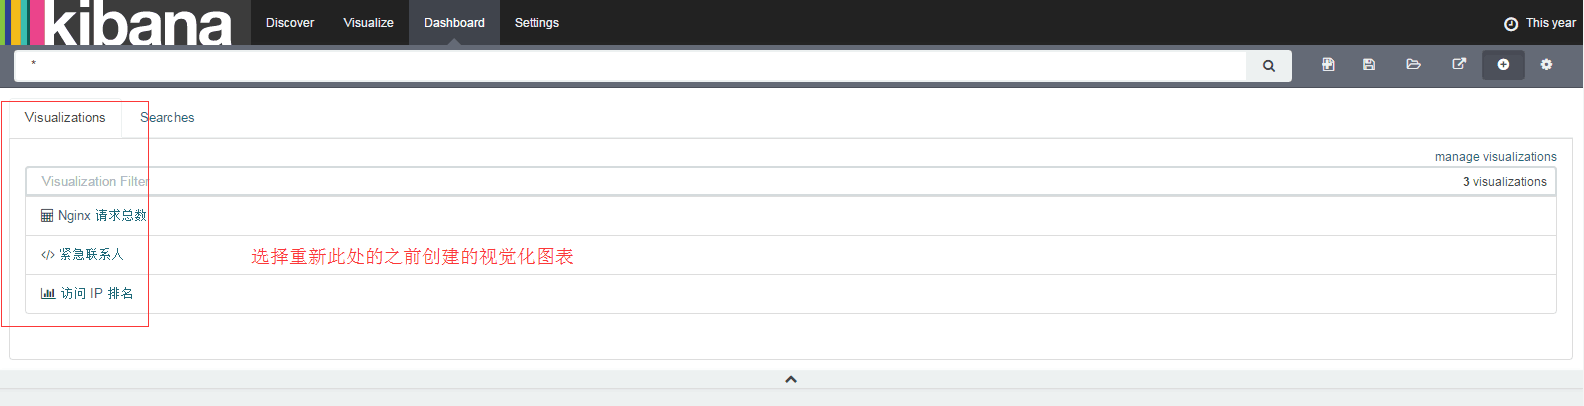 kibana Discover Visualize Dashboard Settings This year
*
Visualizations Searches
manage visualizations
Visualization Filter 3 visualizations
Nginx 请求总数
</> 紧急联系人 选择重新此处的之前创建的视觉化图表
访问 IP 排名